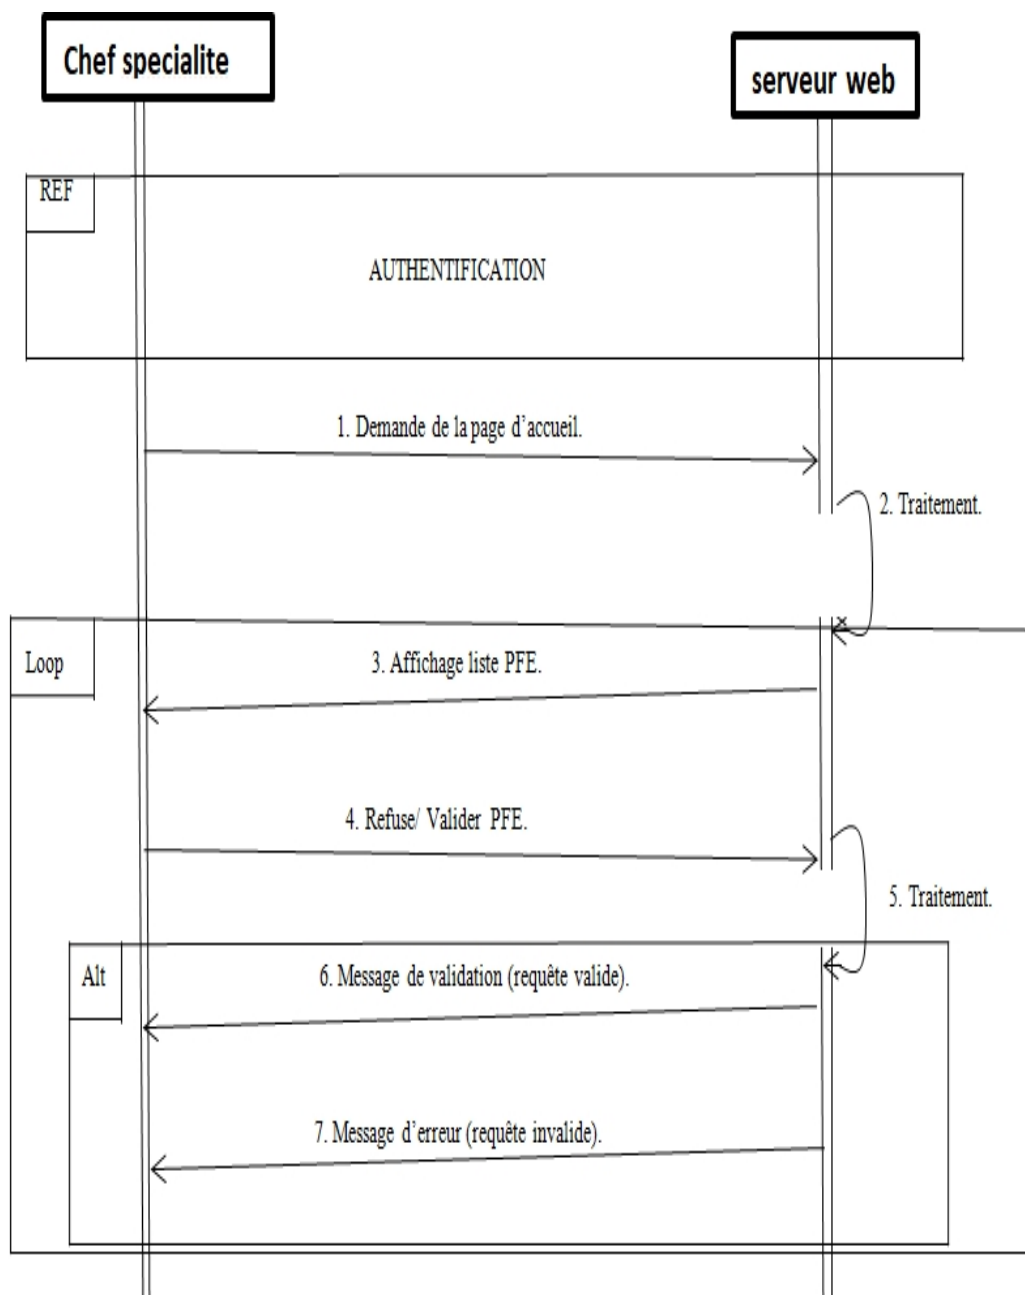 Chef specialite
serveur web
REF
AUTHENTIFICATION
1. Demande de la page d’accueil.
2. Traitement.
Loop
3. Affichage liste PFE.
4. Refuse/ Valider PFE.
5. Traitement.
Alt
6. Message de validation (requête valide).
7. Message d’erreur (requête invalide).